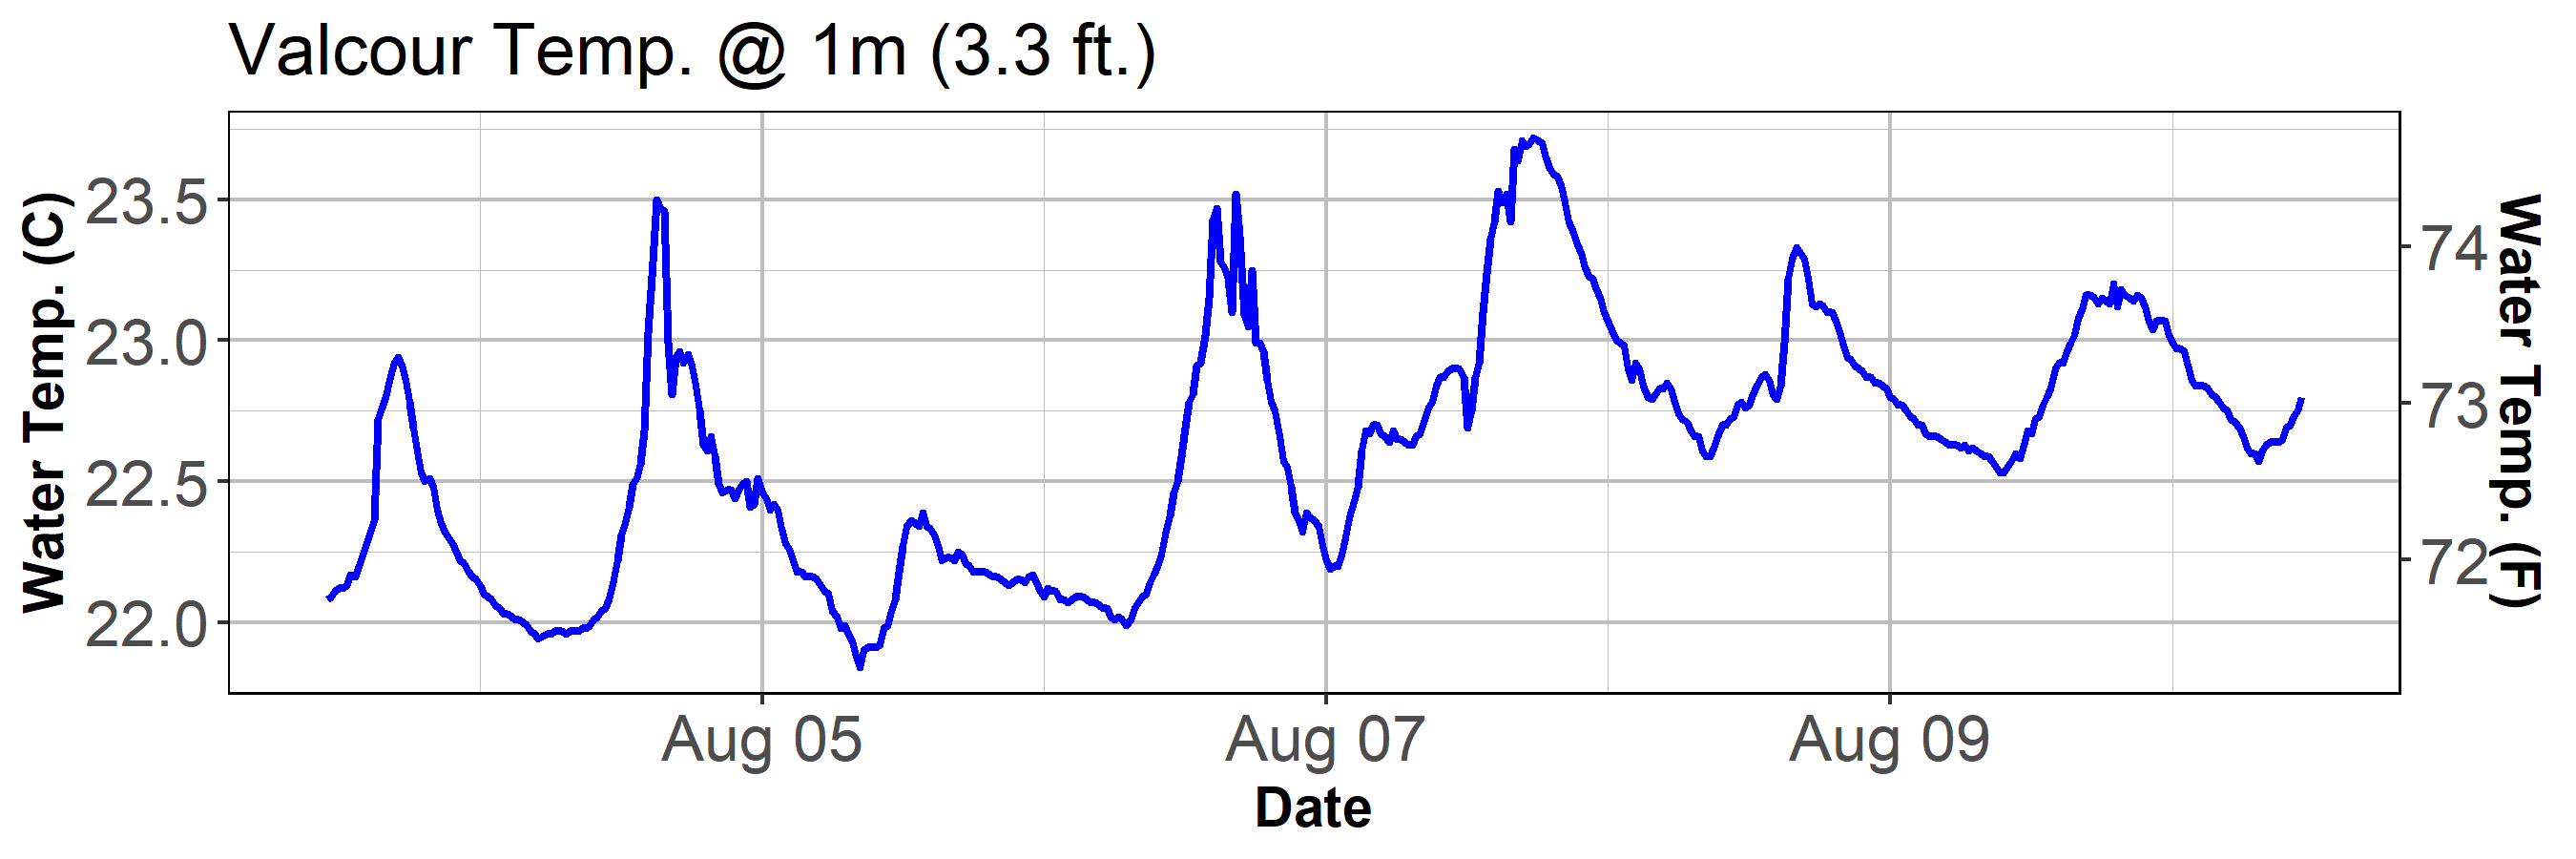 Valcour Temp. @ 1m (3.3 ft.)
Water Temp. (C)
23.5
23.0
22.5
22.0
74
73
72
Water Temp. (F)
Aug 05
Aug 07
Aug 09
Date